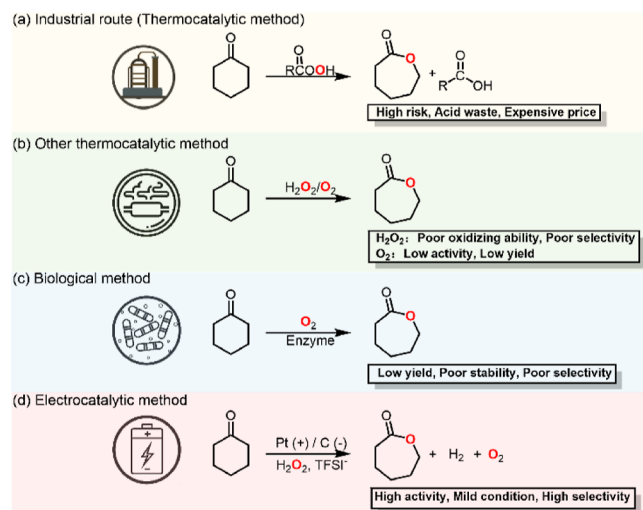 (a) Industrial route (Thermocatalytic method)
O
O
RCOOH
O
O
+
O
R
OH
High risk, Acid waste, Expensive price
(b) Other thermocatalytic method
O
H₂O₂/O₂
O
O
H₂O₂: Poor oxidizing ability, Poor selectivity
O₂: Low activity, Low yield
(c) Biological method
O
O₂
Enzyme
O
O
Low yield, Poor stability, Poor selectivity
(d) Electrocatalytic method
O
Pt (+) / C (-)
H₂O₂, TFSI⁻
O
O
+ H₂ + O₂
High activity, Mild condition, High selectivity